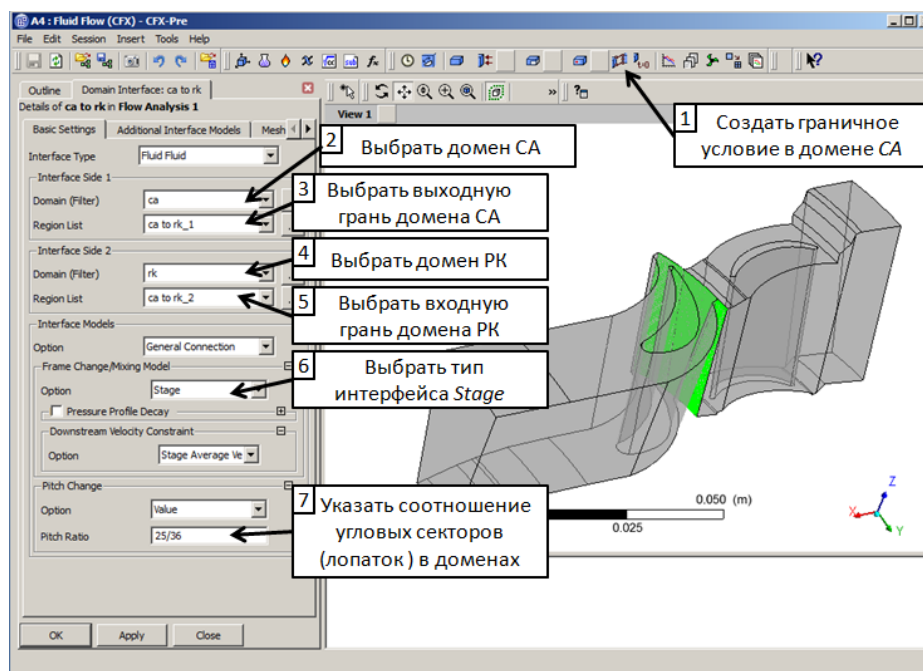 A4 : Fluid Flow (CFX) - CFX-Pre
File Edit Session Insert Tools Help
Outline Domain Interface: ca to rk
Details of ca to rk in Flow Analysis 1
Basic Settings Additional Interface Models Mesh
Interface Type Fluid Fluid
Interface Side 1
Domain (Filter) ca
Region List ca to rk_1
Interface Side 2
Domain (Filter) rk
Region List ca to rk_2
Interface Models
Option General Connection
Frame Change/Mixing Model
Option Stage
Pressure Profile Decay
Downstream Velocity Constraint
Option Stage Average Ve
Pitch Change
Option Value
Pitch Ratio 25/36
OK Apply Close
View 1
1 Создать граничное
условие в домене CA
2 Выбрать домен СА
3 Выбрать выходную
грань домена СА
4 Выбрать домен РК
5 Выбрать входную
грань домена РК
6 Выбрать тип
интерфейса Stage
7 Указать соотношение
угловых секторов
(лопаток ) в доменах
0.050 (m)
0.025
Z
X
Y